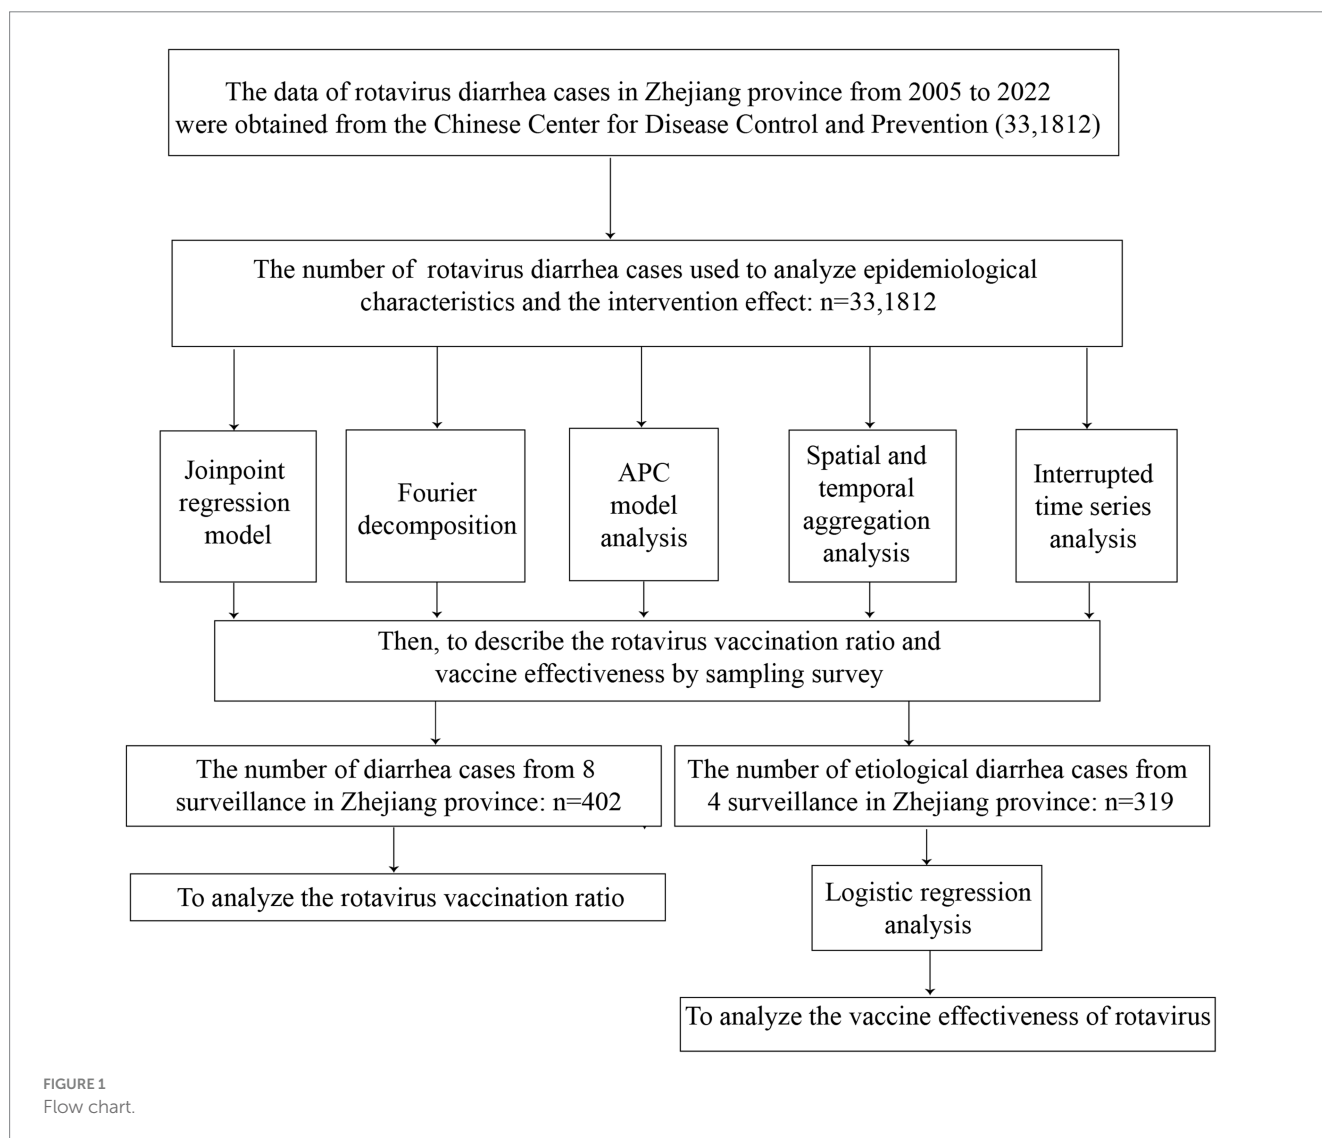 The data of rotavirus diarrhea cases in Zhejiang province from 2005 to 2022
were obtained from the Chinese Center for Disease Control and Prevention (33,1812)
The number of rotavirus diarrhea cases used to analyze epidemiological
characteristics and the intervention effect: n=33,1812
Joinpoint
regression
model
Fourier
decomposition
APC
model
analysis
Spatial and
temporal
aggregation
analysis
Interrupted
time series
analysis
Then, to describe the rotavirus vaccination ratio and
vaccine effectiveness by sampling survey
The number of diarrhea cases from 8
surveillance in Zhejiang province: n=402
The number of etiological diarrhea cases from
4 surveillance in Zhejiang province: n=319
To analyze the rotavirus vaccination ratio
Logistic regression
analysis
To analyze the vaccine effectiveness of rotavirus
FIGURE 1
Flow chart.